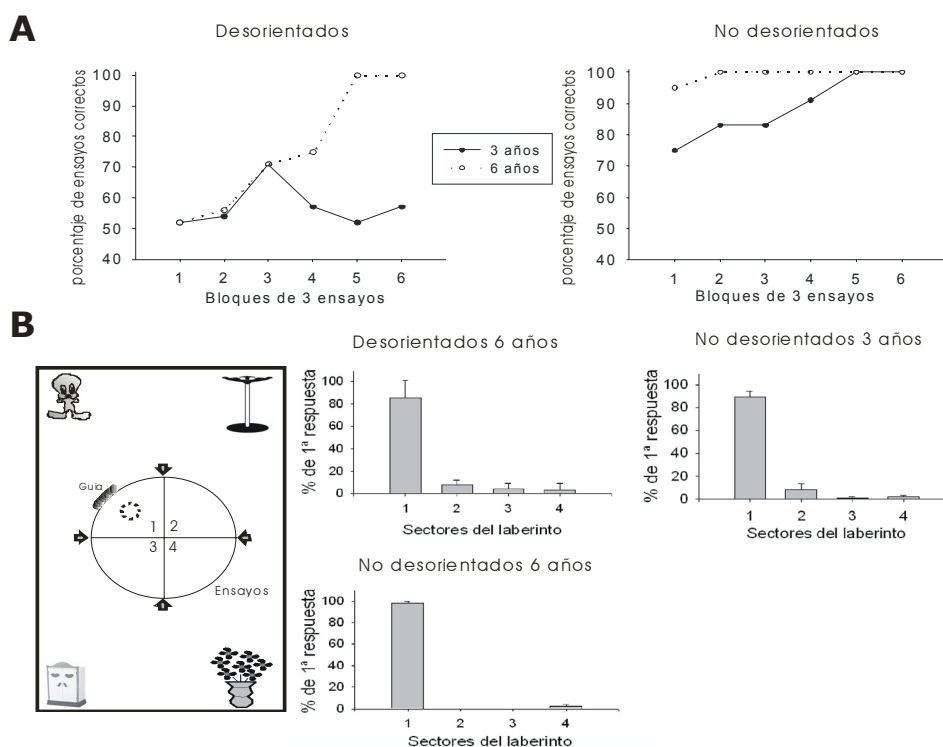 A
Desorientados
porcentaje de ensayos correctos
100
90
80
70
60
50
40
1 2 3 4 5 6
Bloques de 3 ensayos
3 años
6 años
No desorientados
porcentaje de ensayos correctos
100
90
80
70
60
50
40
1 2 3 4 5 6
Bloques de 3 ensayos
B
Guia
1 2
3 4
Ensayos
Desorientados 6 años
% de 1ª respuesta
100
80
60
40
20
0
1 2 3 4
Sectores del laberinto
No desorientados 3 años
% de 1ª respuesta
100
80
60
40
20
0
1 2 3 4
Sectores del laberinto
No desorientados 6 años
% de 1ª respuesta
100
80
60
40
20
0
1 2 3 4
Sectores del laberinto